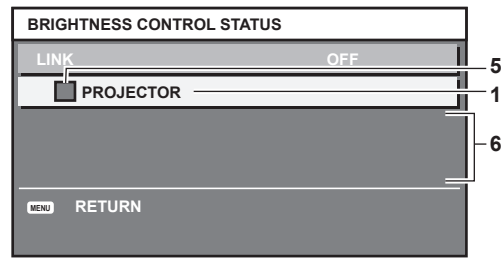 BRIGHTNESS CONTROL STATUS
LINK OFF
5
PROJECTOR
1
6
MENU RETURN